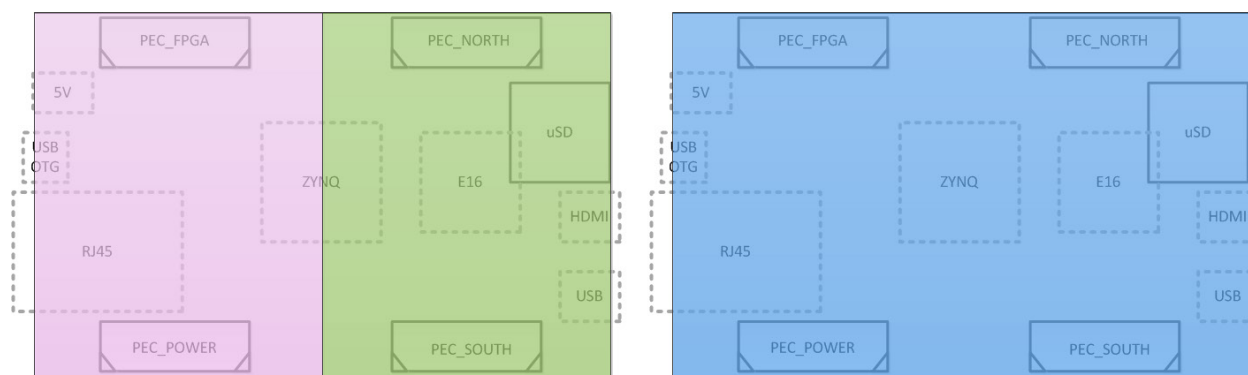 PEC_FPGA
PEC_NORTH
5V
uSD
USB
OTG
ZYNQ
E16
HDMI
RJ45
USB
PEC_POWER
PEC_SOUTH
PEC_FPGA
PEC_NORTH
5V
uSD
USB
OTG
ZYNQ
E16
HDMI
RJ45
USB
PEC_POWER
PEC_SOUTH